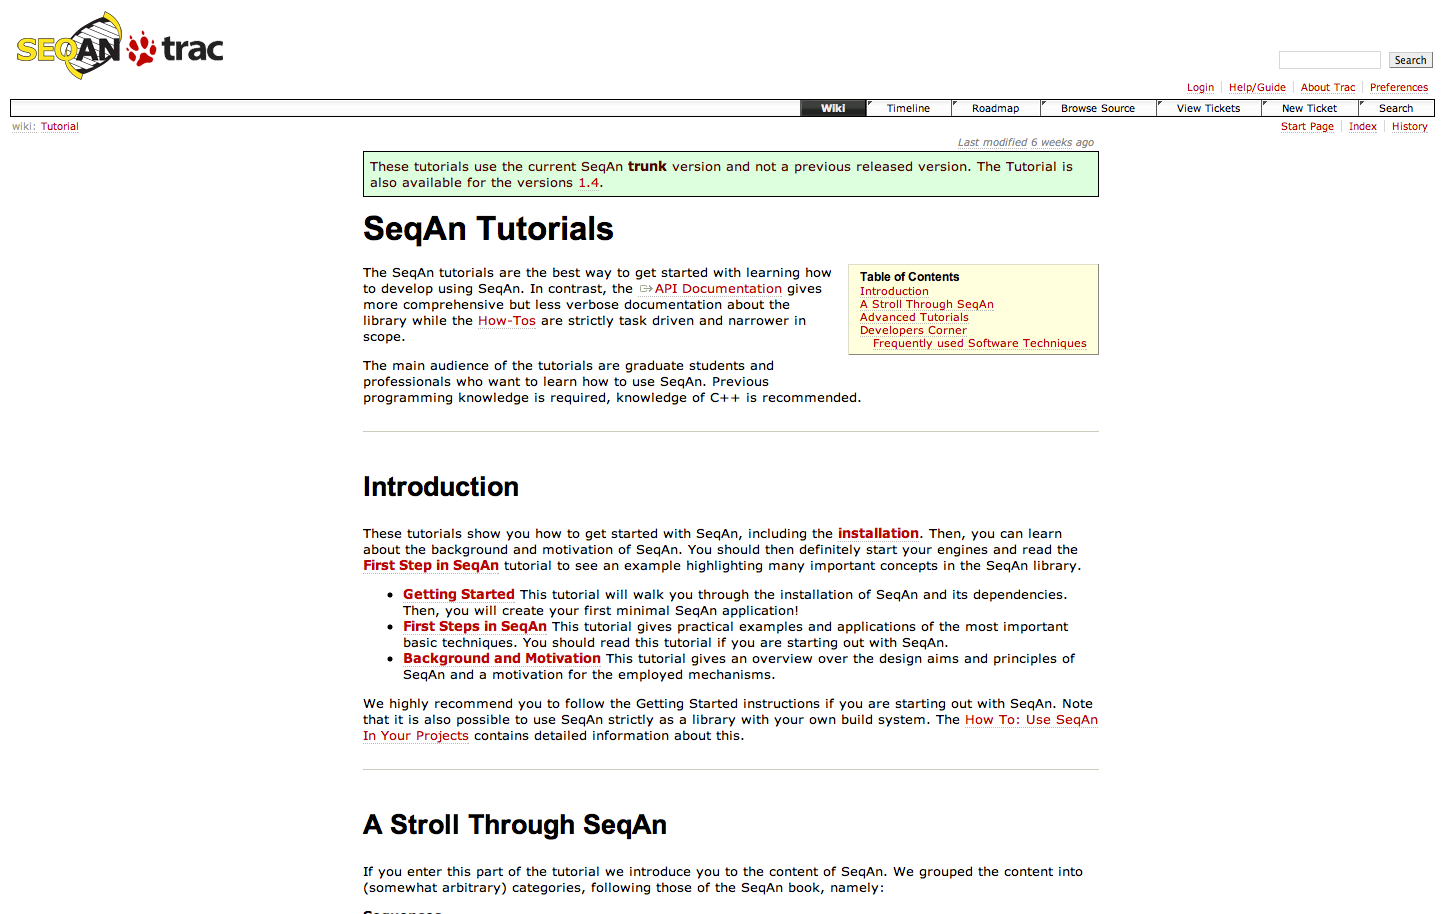 SEQAN trac
Search
Login Help/Guide About Trac Preferences
Wiki Timeline Roadmap Browse Source View Tickets New Ticket Search
wiki: Tutorial
Start Page Index History
Last modified 6 weeks ago
These tutorials use the current SeqAn trunk version and not a previous released version. The Tutorial is
also available for the versions 1.4.
SeqAn Tutorials
The SeqAn tutorials are the best way to get started with learning how
to develop using SeqAn. In contrast, the API Documentation gives
more comprehensive but less verbose documentation about the
library while the How-Tos are strictly task driven and narrower in
scope.
Table of Contents
Introduction
A Stroll Through SeqAn
Advanced Tutorials
Developers Corner
Frequently used Software Techniques
The main audience of the tutorials are graduate students and
professionals who want to learn how to use SeqAn. Previous
programming knowledge is required, knowledge of C++ is recommended.
Introduction
These tutorials show you how to get started with SeqAn, including the installation. Then, you can learn
about the background and motivation of SeqAn. You should then definitely start your engines and read the
First Step in SeqAn tutorial to see an example highlighting many important concepts in the SeqAn library.
• Getting Started This tutorial will walk you through the installation of SeqAn and its dependencies.
Then, you will create your first minimal SeqAn application!
• First Steps in SeqAn This tutorial gives practical examples and applications of the most important
basic techniques. You should read this tutorial if you are starting out with SeqAn.
• Background and Motivation This tutorial gives an overview over the design aims and principles of
SeqAn and a motivation for the employed mechanisms.
We highly recommend you to follow the Getting Started instructions if you are starting out with SeqAn. Note
that it is also possible to use SeqAn strictly as a library with your own build system. The How To: Use SeqAn
In Your Projects contains detailed information about this.
A Stroll Through SeqAn
If you enter this part of the tutorial we introduce you to the content of SeqAn. We grouped the content into
(somewhat arbitrary) categories, following those of the SeqAn book, namely: